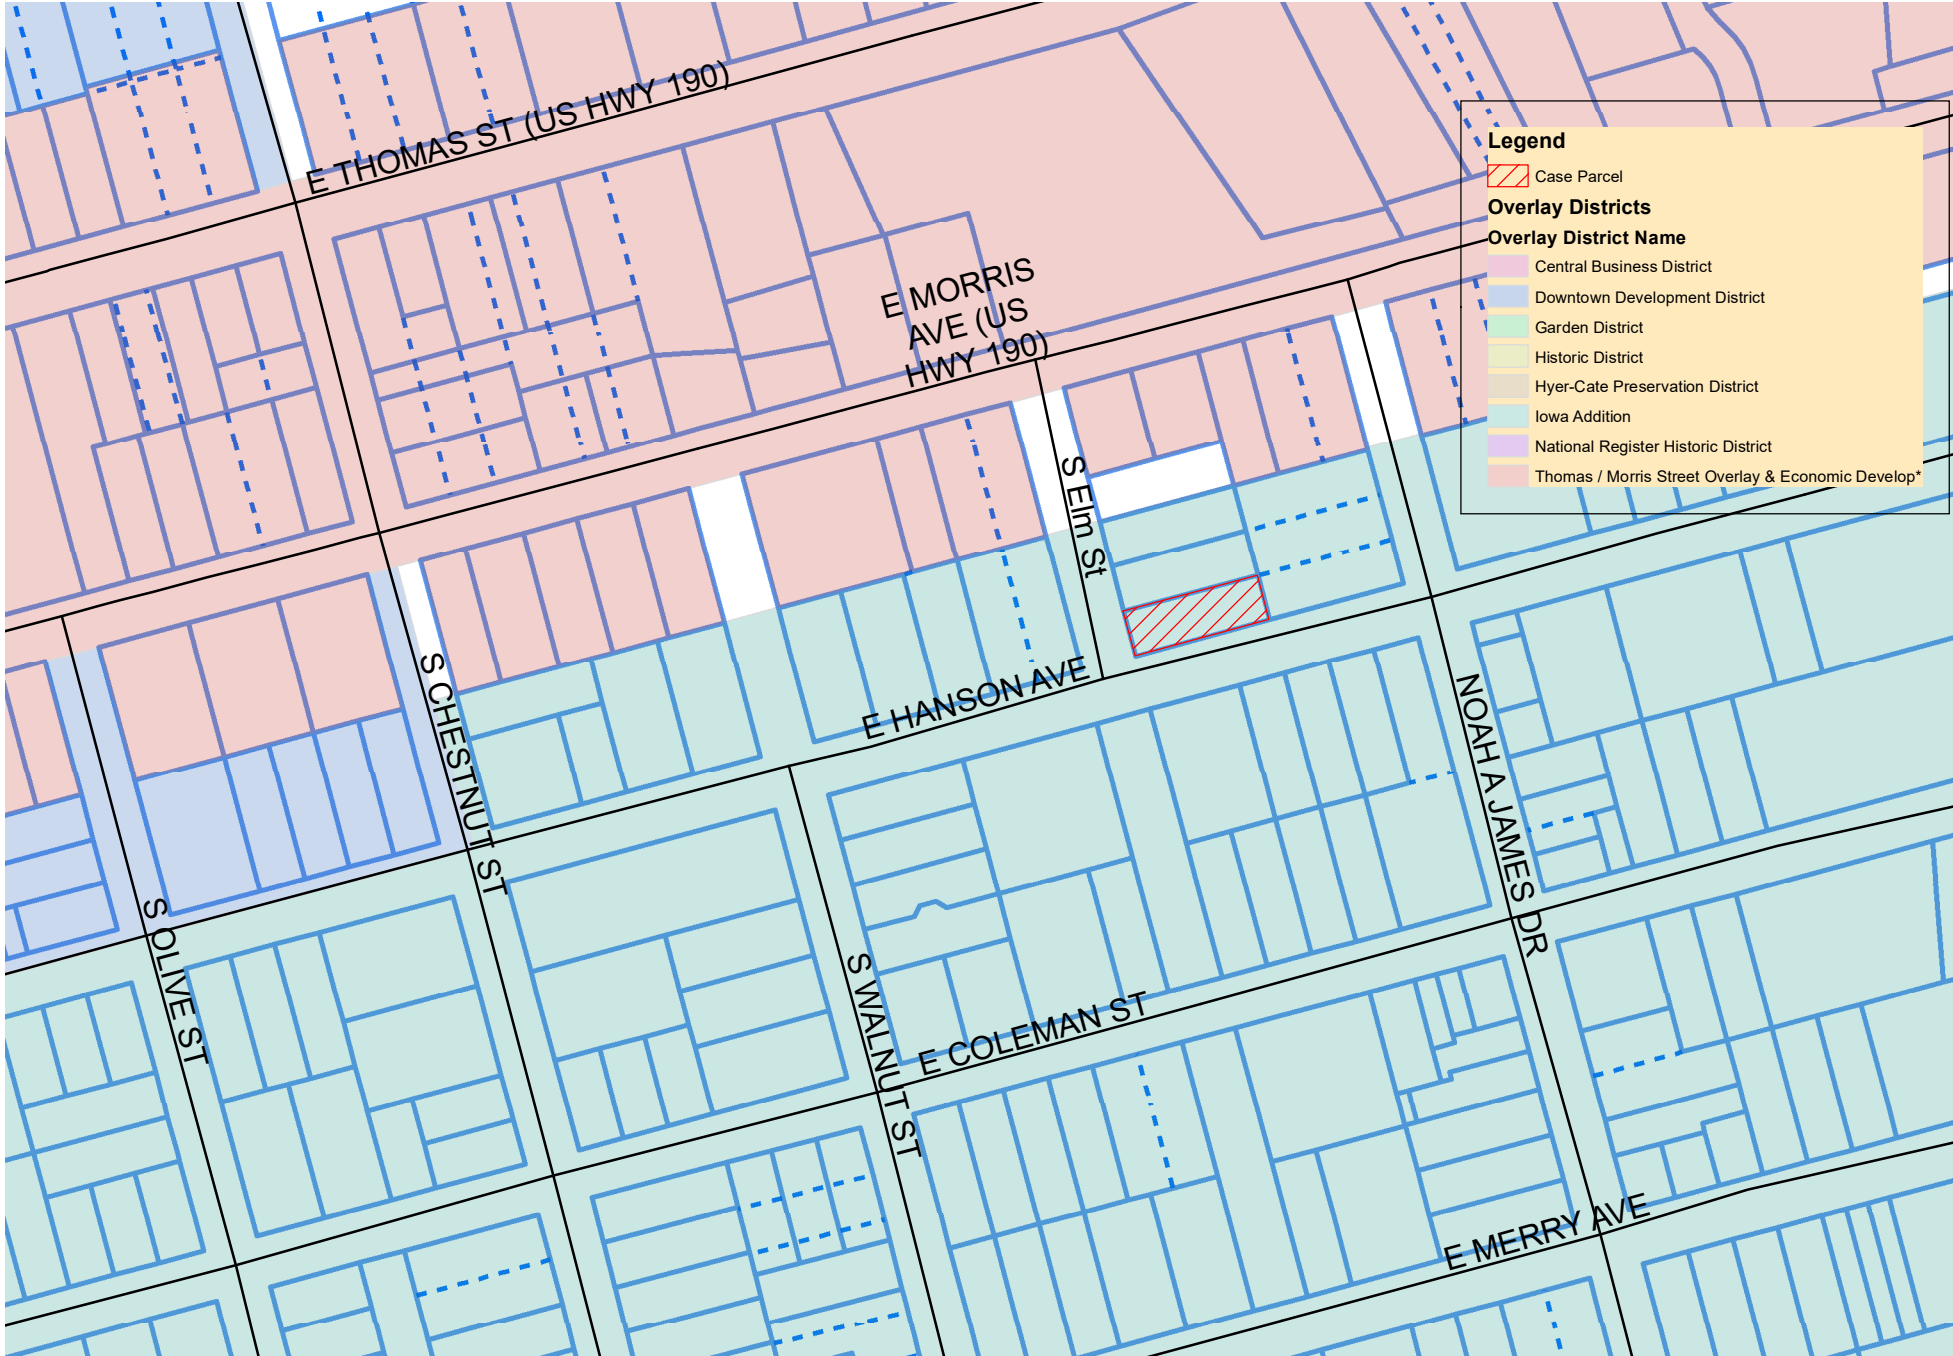 E THOMAS ST (US HWY 190)
E MORRIS
AVE (US
HWY 190)
S Elm St
E HANSON AVE
S CHESTNUT ST
S OLIVE ST
S WALNUT ST
NOAH A JAMES DR
E COLEMAN ST
E MERRY AVE
Legend
Case Parcel
Overlay Districts
Overlay District Name
Central Business District
Downtown Development District
Garden District
Historic District
Hyer-Cate Preservation District
Iowa Addition
National Register Historic District
Thomas / Morris Street Overlay & Economic Develop*